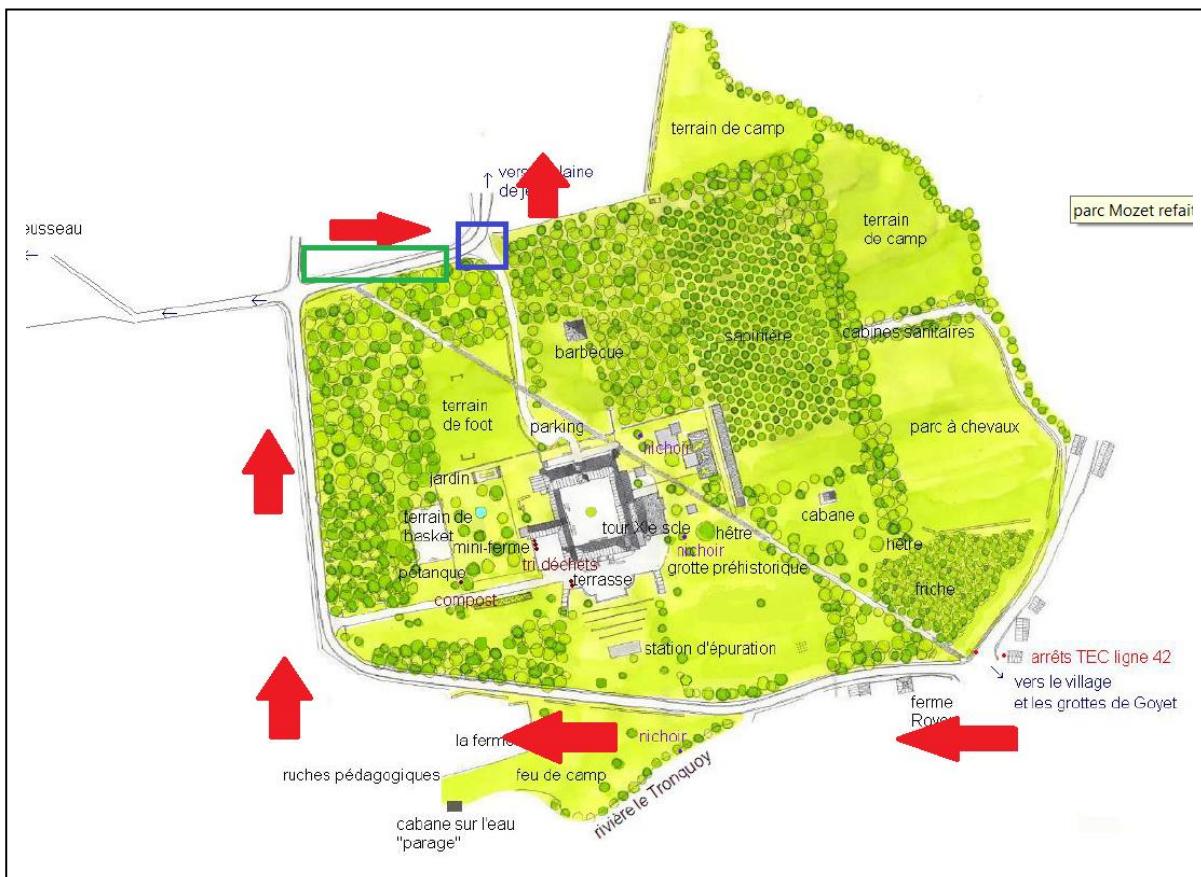 terrain de camp
vers
laine
de je
terrain
de camp
parc Mozet refait
eusseau
cabines sanitaires
sapinière
barbecue
terrain
de foot
parking
parc à chevaux
nichoir
jardin
terrain de
basket
tour XIe scle
hêtre
cabane
hêtre
mini-ferme
nichoir
tri déchets
grotte préhistorique
pétanque
terrasse
compost
friche
station d'épuration
arrêts TEC ligne 42
vers le village
et les grottes de Goyet
ferme
la ferme
nichoir
ruches pédagogiques
feu de camp
rivière le Tronquoy
cabane sur l'eau
"parage"